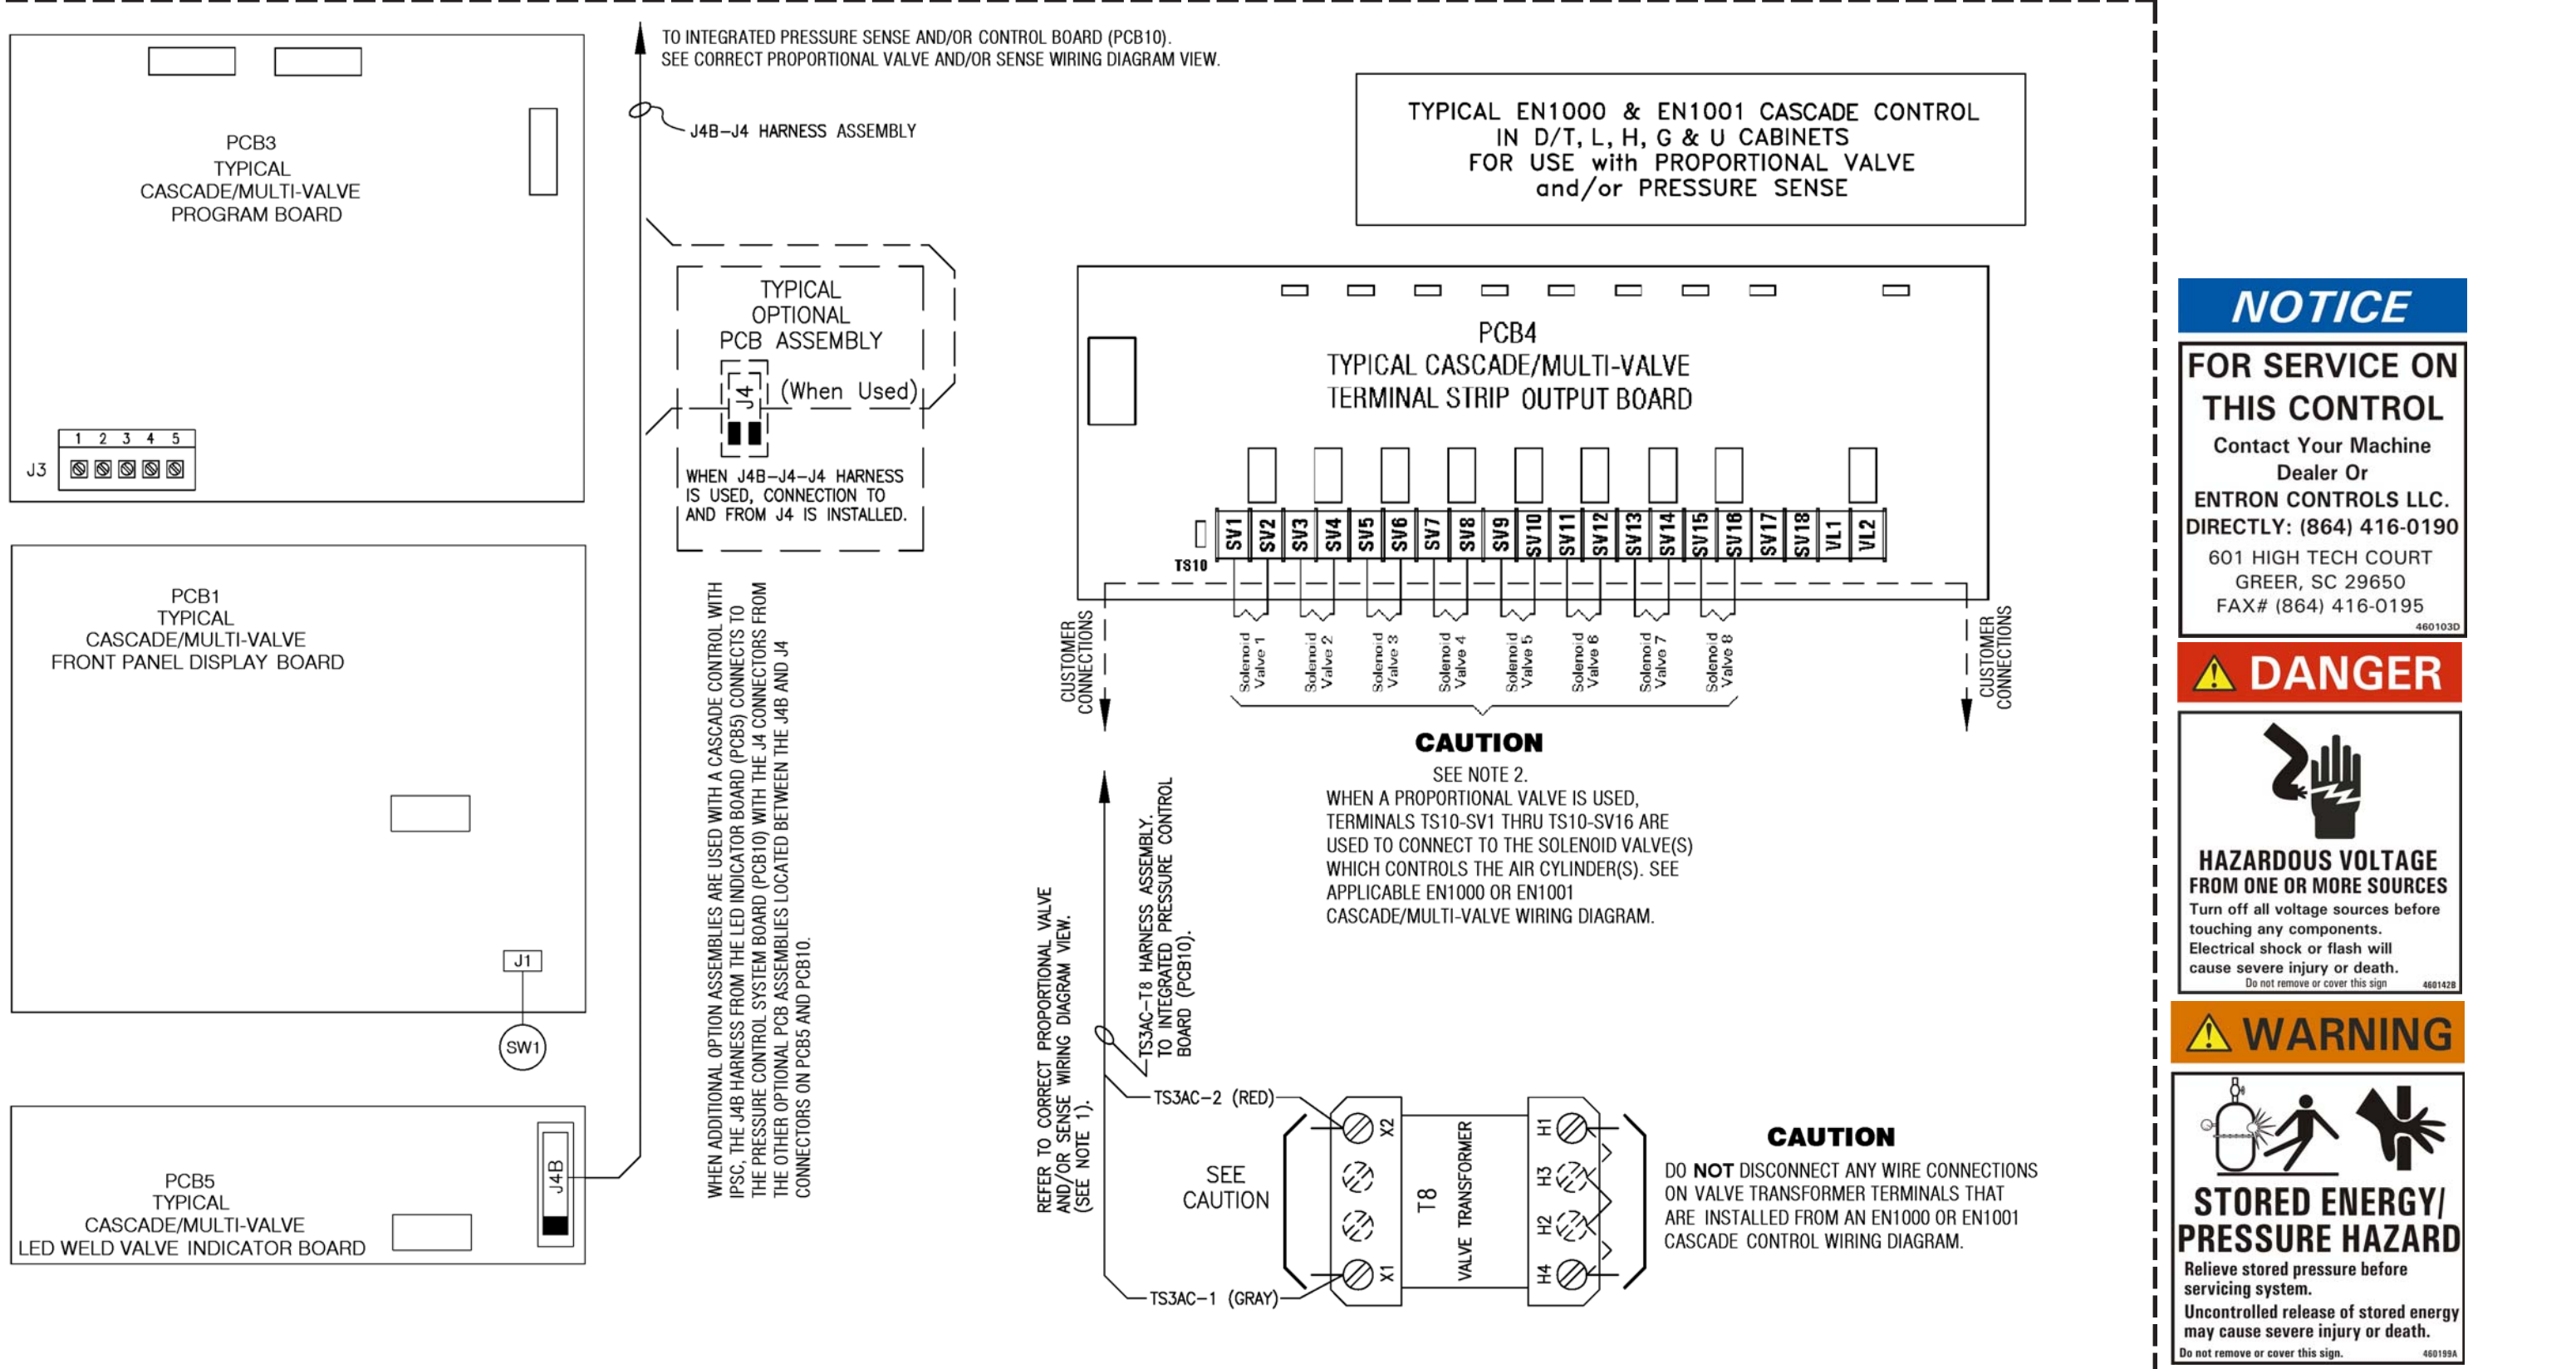 TO INTEGRATED PRESSURE SENSE AND/OR CONTROL BOARD (PCB10).
SEE CORRECT PROPORTIONAL VALVE AND/OR SENSE WIRING DIAGRAM VIEW.
J4B-J4 HARNESS ASSEMBLY
PCB3
TYPICAL
CASCADE/MULTI-VALVE
PROGRAM BOARD
1 2 3 4 5
J3
TYPICAL EN1000 & EN1001 CASCADE CONTROL
IN D/T, L, H, G & U CABINETS
FOR USE with PROPORTIONAL VALVE
and/or PRESSURE SENSE
TYPICAL
OPTIONAL
PCB ASSEMBLY
J4
(When Used)
WHEN J4B-J4-J4 HARNESS
IS USED, CONNECTION TO
AND FROM J4 IS INSTALLED.
PCB1
TYPICAL
CASCADE/MULTI-VALVE
FRONT PANEL DISPLAY BOARD
J1
SW1
PCB5
TYPICAL
CASCADE/MULTI-VALVE
LED WELD VALVE INDICATOR BOARD
J4B
WHEN ADDITIONAL OPTION ASSEMBLIES ARE USED WITH A CASCADE CONTROL WITH
IPSC, THE J4B HARNESS FROM THE LED INDICATOR BOARD (PCB5) CONNECTS TO
THE PRESSURE CONTROL SYSTEM BOARD (PCB10) WITH THE J4 CONNECTORS FROM
THE OTHER OPTIONAL PCB ASSEMBLIES LOCATED BETWEEN THE J4B AND J4
CONNECTORS ON PCB5 AND PCB10.
PCB4
TYPICAL CASCADE/MULTI-VALVE
TERMINAL STRIP OUTPUT BOARD
TS10
SV1
SV2
SV3
SV4
SV5
SV6
SV7
SV8
SV9
SV10
SV11
SV12
SV13
SV14
SV15
SV16
SV17
SV18
VL1
VL2
CUSTOMER
CONNECTIONS
Solenoid
Valve 1
Solenoid
Valve 2
Solenoid
Valve 3
Solenoid
Valve 4
Solenoid
Valve 5
Solenoid
Valve 6
Solenoid
Valve 7
Solenoid
Valve 8
CUSTOMER
CONNECTIONS
CAUTION
SEE NOTE 2.
WHEN A PROPORTIONAL VALVE IS USED,
TERMINALS TS10-SV1 THRU TS10-SV16 ARE
USED TO CONNECT TO THE SOLENOID VALVE(S)
WHICH CONTROLS THE AIR CYLINDER(S). SEE
APPLICABLE EN1000 OR EN1001
CASCADE/MULTI-VALVE WIRING DIAGRAM.
REFER TO CORRECT PROPORTIONAL VALVE
AND/OR SENSE WIRING DIAGRAM VIEW.
(SEE NOTE 1).
TS3AC-T8 HARNESS ASSEMBLY.
TO INTEGRATED PRESSURE CONTROL
BOARD (PCB10).
TS3AC-2 (RED)
SEE
CAUTION
TS3AC-1 (GRAY)
X2
X1
T8
VALVE TRANSFORMER
H1
H3
H2
H4
CAUTION
DO NOT DISCONNECT ANY WIRE CONNECTIONS
ON VALVE TRANSFORMER TERMINALS THAT
ARE INSTALLED FROM AN EN1000 OR EN1001
CASCADE CONTROL WIRING DIAGRAM.
NOTICE
FOR SERVICE ON
THIS CONTROL
Contact Your Machine
Dealer Or
ENTRON CONTROLS LLC.
DIRECTLY: (864) 416-0190
601 HIGH TECH COURT
GREER, SC 29650
FAX# (864) 416-0195
460103D
DANGER
HAZARDOUS VOLTAGE
FROM ONE OR MORE SOURCES
Turn off all voltage sources before
touching any components.
Electrical shock or flash will
cause severe injury or death.
Do not remove or cover this sign
460142B
WARNING
STORED ENERGY/
PRESSURE HAZARD
Relieve stored pressure before
servicing system.
Uncontrolled release of stored energy
may cause severe injury or death.
Do not remove or cover this sign.
460199A